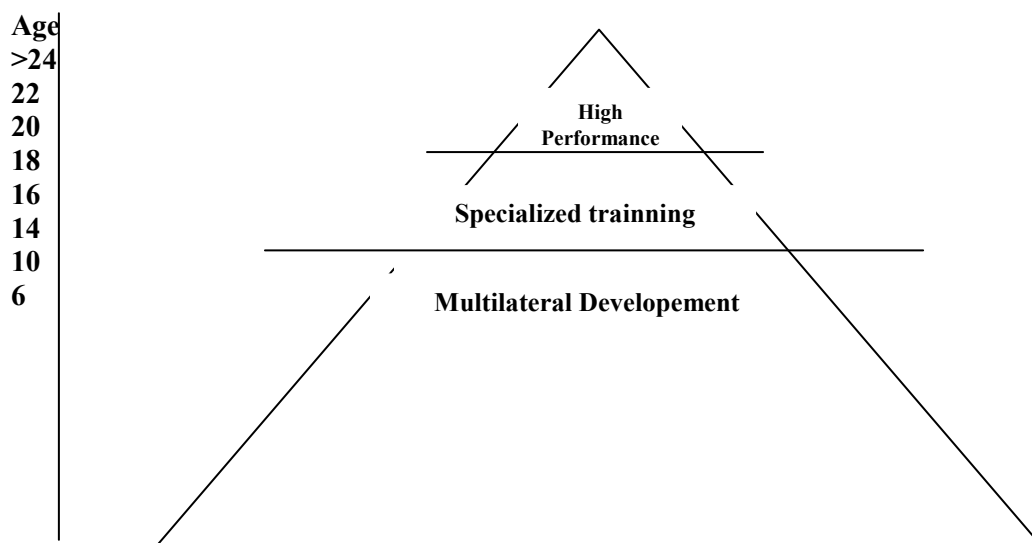 Age
>24
22
20
18
16
14
10
6
High
Performance
Specialized trainning
Multilateral Developement